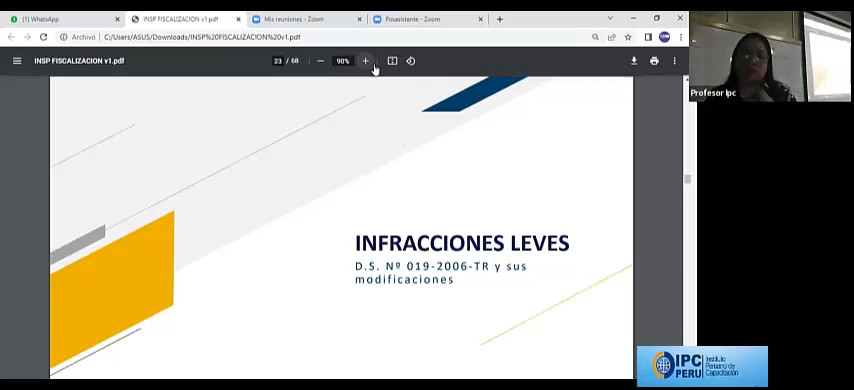 WhatsApp
INSP FISCALIZACION v1.pdf
Mis reuniones - Zoom
Posasistente - Zoom
Archivo
C:/Users/ASUS/Downloads/INSP%20FISCALIZACION%20v1.pdf
INSP FISCALIZACION v1.pdf
23 / 68
90%
Profesor Ipc
INFRACCIONES LEVES
D.S. Nº 019-2006-TR y sus
modificaciones
IPC
PERU
Instituto
Peruano de
Capacitación